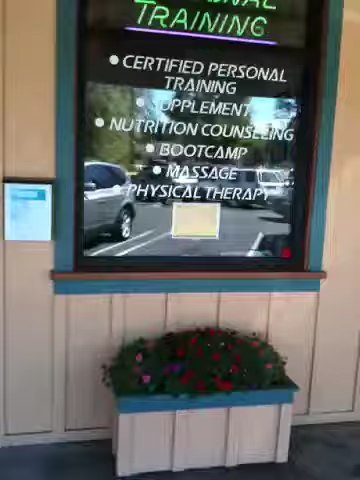 TRAINING
• CERTIFIED PERSONAL
TRAINING
• SUPPLEMENT
• NUTRITION COUNSELING
• BOOTCAMP
• MASSAGE
• PHYSICAL THERAPY